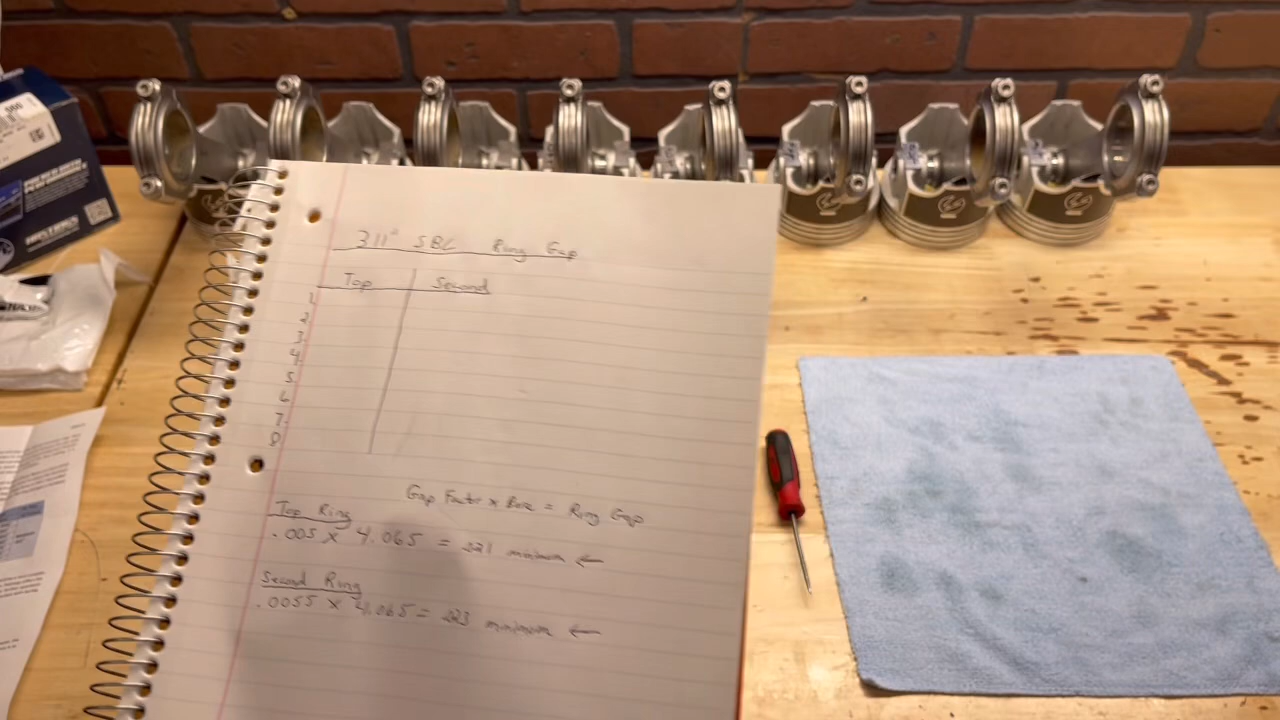 311" SBC Ring Gap
Top Second
1
2
3
4
5
6
7.
8
Gap Factor x Bore = Ring Gap
Top Ring
.005 x 4.065 = .021 minimum ←
Second Ring
.0055 x 4.065 = .023 minimum ←